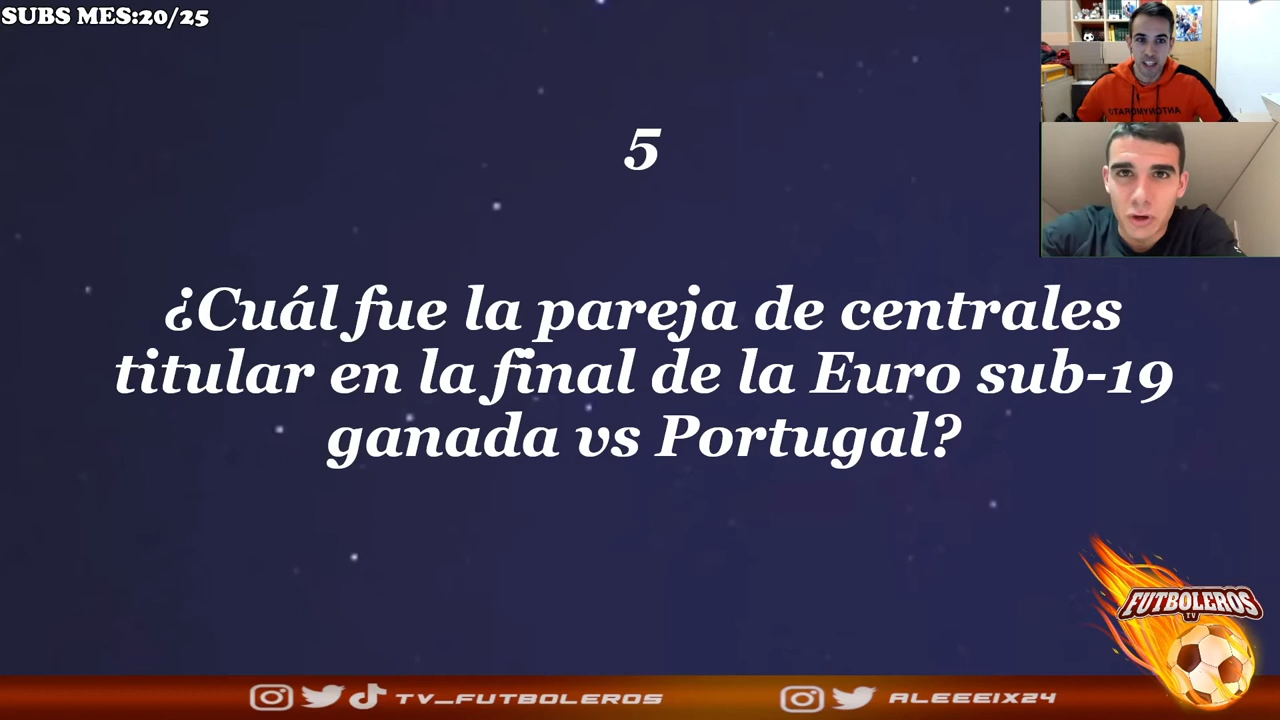 SUBS MES:20/25
5
¿Cuál fue la pareja de centrales
titular en la final de la Euro sub-19
ganada vs Portugal?
FUTBOLEROS
TV
TV_FUTBOLEROS
ALEEEIX24